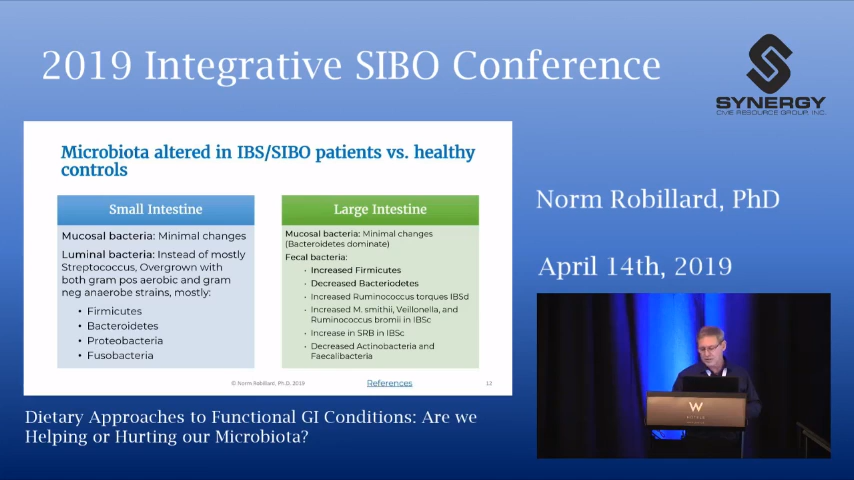 2019 Integrative SIBO Conference
SYNERGY
CME RESOURCE GROUP, INC.
Microbiota altered in IBS/SIBO patients vs. healthy
controls
Small Intestine
Mucosal bacteria: Minimal changes
Luminal bacteria: Instead of mostly
Streptococcus, Overgrown with
both gram pos aerobic and gram
neg anaerobe strains, mostly:
• Firmicutes
• Bacteroidetes
• Proteobacteria
• Fusobacteria
Large Intestine
Mucosal bacteria: Minimal changes
(Bacteroidetes dominate)
Fecal bacteria:
• Increased Firmicutes
• Decreased Bacteriodetes
• Increased Ruminococcus torques IBSd
• Increased M. smithii, Veillonella, and
Ruminococcus bromii in IBSc
• Increase in SRB in IBSc
• Decreased Actinobacteria and
Faecalibacteria
© Norm Robillard, Ph.D, 2019
References
12
Norm Robillard, PhD
April 14th, 2019
W
Dietary Approaches to Functional GI Conditions: Are we
Helping or Hurting our Microbiota?